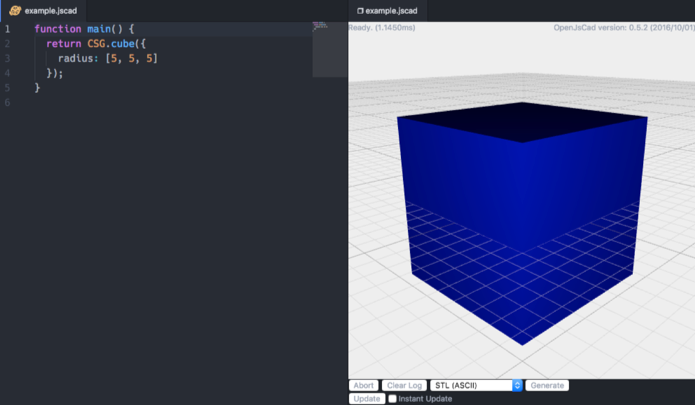 example.jscad
example.jscad
1 function main() {
2 return CSG.cube({
3 radius: [5, 5, 5]
4 });
5 }
6
Ready. (1.1450ms)
OpenJsCad version: 0.5.2 (2016/10/01)
Abort Clear Log STL (ASCII) Generate
Update Instant Update